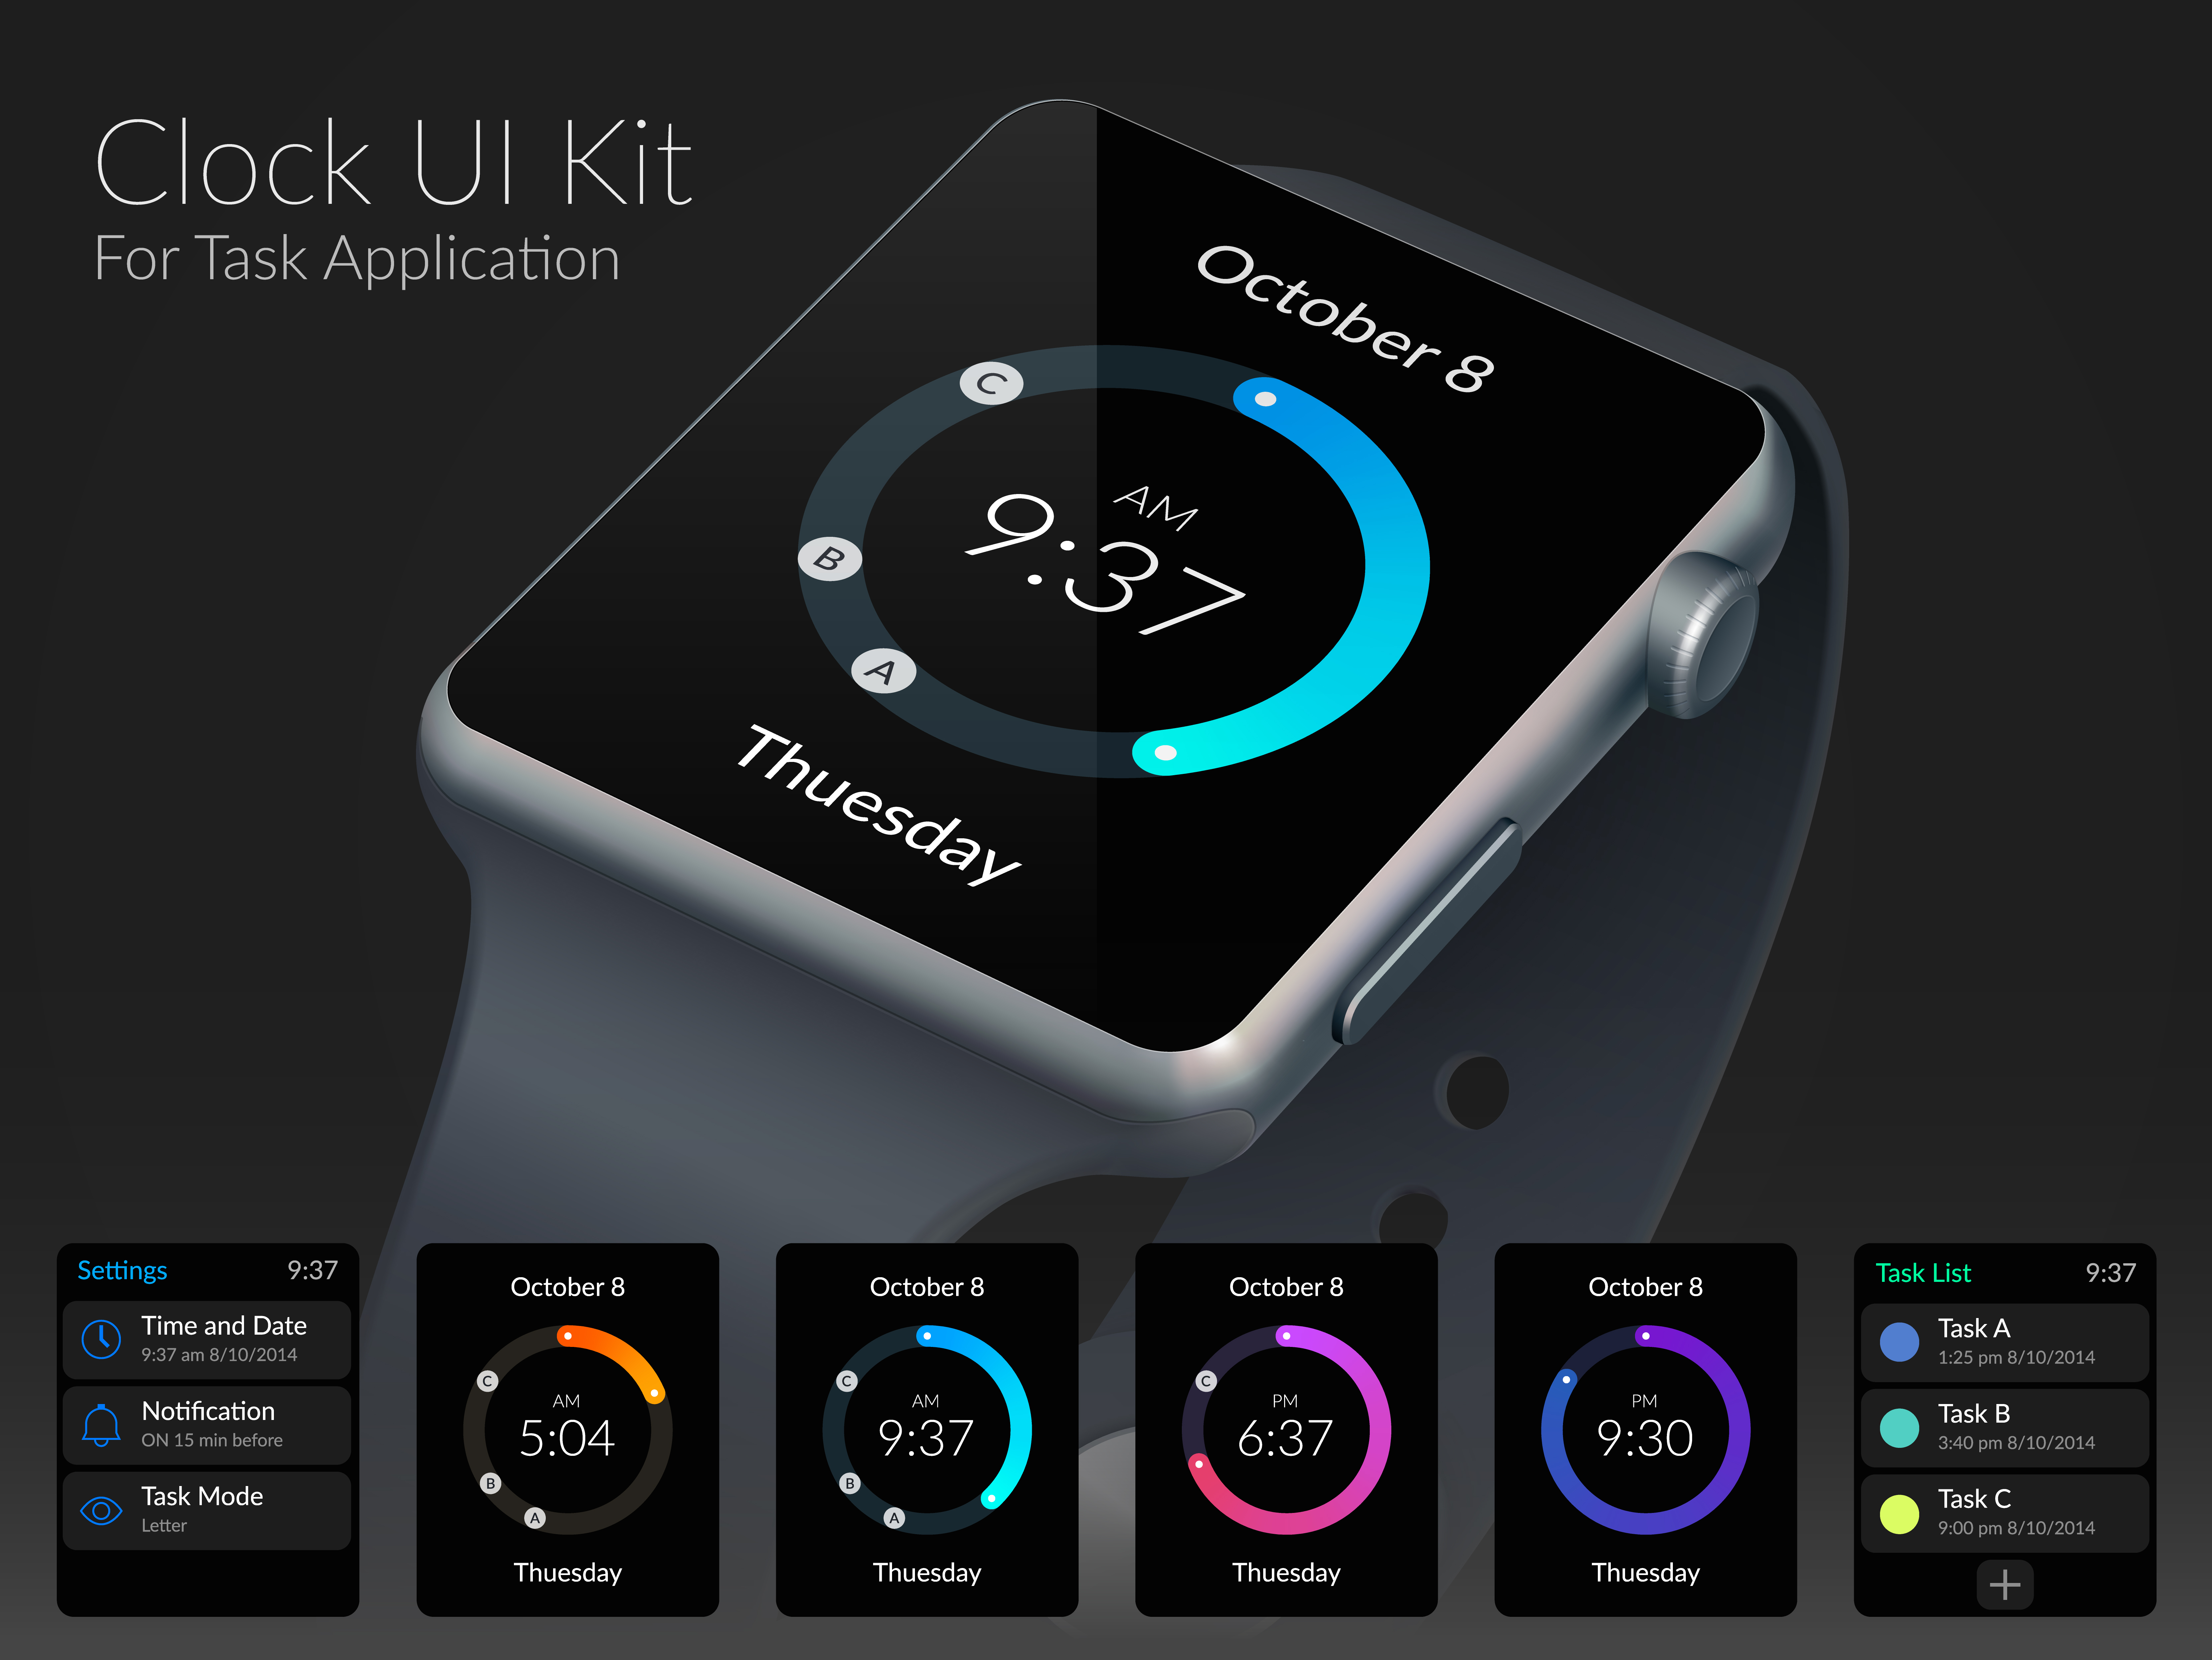 Clock UI Kit
For Task Application
October 8
C
AM
9:37
B
A
Thuesday
Settings 9:37
Time and Date
9:37 am 8/10/2014
Notification
ON 15 min before
Task Mode
Letter
October 8
C
AM
5:04
B
A
Thuesday
October 8
C
AM
9:37
B
A
Thuesday
October 8
C
PM
6:37
Thuesday
October 8
PM
9:30
Thuesday
Task List 9:37
Task A
1:25 pm 8/10/2014
Task B
3:40 pm 8/10/2014
Task C
9:00 pm 8/10/2014